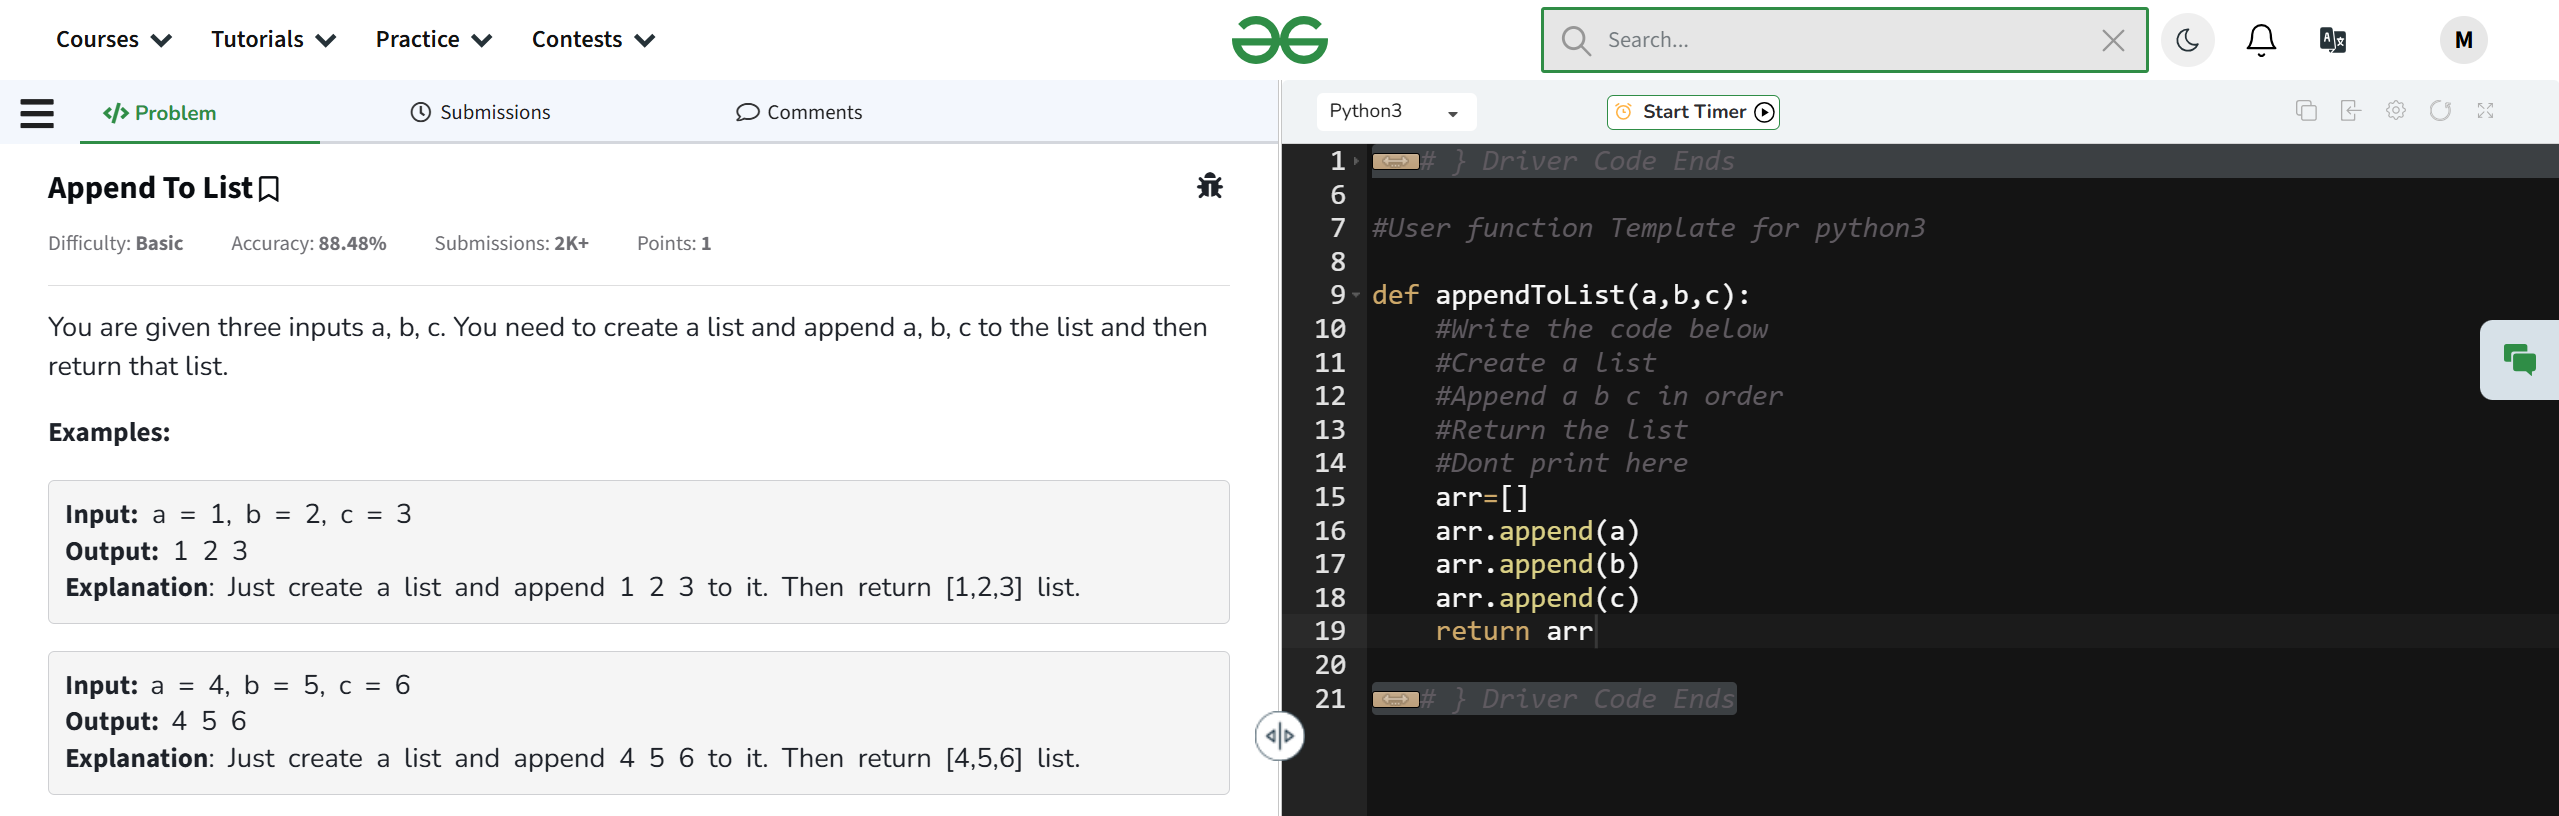 Courses Tutorials Practice Contests
Search...
M
Problem Submissions Comments
Python3 Start Timer
Append To List
Difficulty: Basic Accuracy: 88.48% Submissions: 2K+ Points: 1
You are given three inputs a, b, c. You need to create a list and append a, b, c to the list and then
return that list.
Examples:
Input: a = 1, b = 2, c = 3
Output: 1 2 3
Explanation: Just create a list and append 1 2 3 to it. Then return [1,2,3] list.
Input: a = 4, b = 5, c = 6
Output: 4 5 6
Explanation: Just create a list and append 4 5 6 to it. Then return [4,5,6] list.
1 # } Driver Code Ends
6
7 #User function Template for python3
8
9 def appendToList(a,b,c):
10 #Write the code below
11 #Create a list
12 #Append a b c in order
13 #Return the list
14 #Dont print here
15 arr=[]
16 arr.append(a)
17 arr.append(b)
18 arr.append(c)
19 return arr
20
21 # } Driver Code Ends